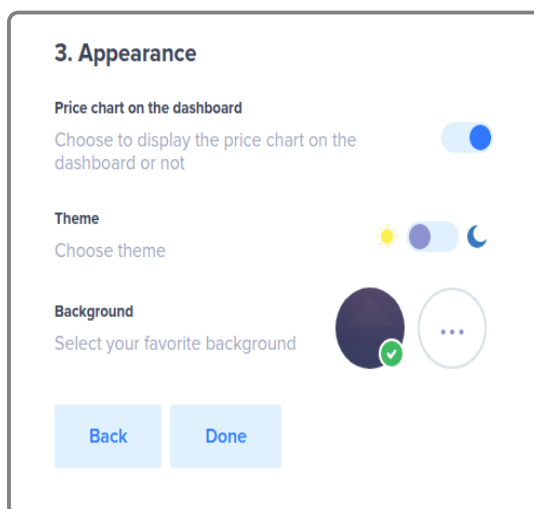 3. Appearance
Price chart on the dashboard
Choose to display the price chart on the
dashboard or not
Theme
Choose theme
Background
Select your favorite background
Back
Done